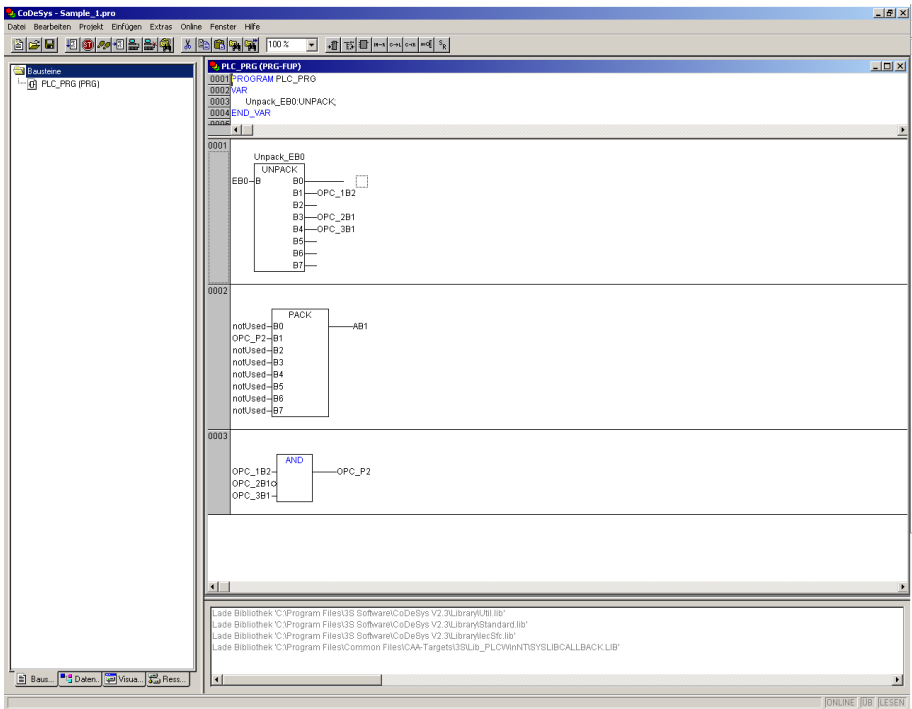 CoDeSys - Sample_1.pro
Datei Bearbeiten Projekt Einfügen Extras Online Fenster Hilfe
100 %
Bausteine
PLC_PRG (PRG)
PLC_PRG (PRG-FUP)
0001 PROGRAM PLC_PRG
0002 VAR
0003 Unpack_EB0:UNPACK;
0004 END_VAR
0005
0001
Unpack_EB0
UNPACK
EB0 B B0
B1 OPC_1B2
B2
B3 OPC_2B1
B4 OPC_3B1
B5
B6
B7
0002
PACK
notUsed B0 AB1
OPC_P2 B1
notUsed B2
notUsed B3
notUsed B4
notUsed B5
notUsed B6
notUsed B7
0003
AND
OPC_1B2 OPC_P2
OPC_2B1
OPC_3B1
Lade Bibliothek 'C:\Program Files\3S Software\CoDeSys V2.3\Library\Util.lib'
Lade Bibliothek 'C:\Program Files\3S Software\CoDeSys V2.3\Library\Standard.lib'
Lade Bibliothek 'C:\Program Files\3S Software\CoDeSys V2.3\Library\Iecsfc.lib'
Lade Bibliothek 'C:\Program Files\Common Files\CAA-Targets\3S\Lib_PLCWinNT\SYSLIBCALLBACK.LIB'
Baus... Daten... Visua... Ress...
ONLINE ÜB LESEN